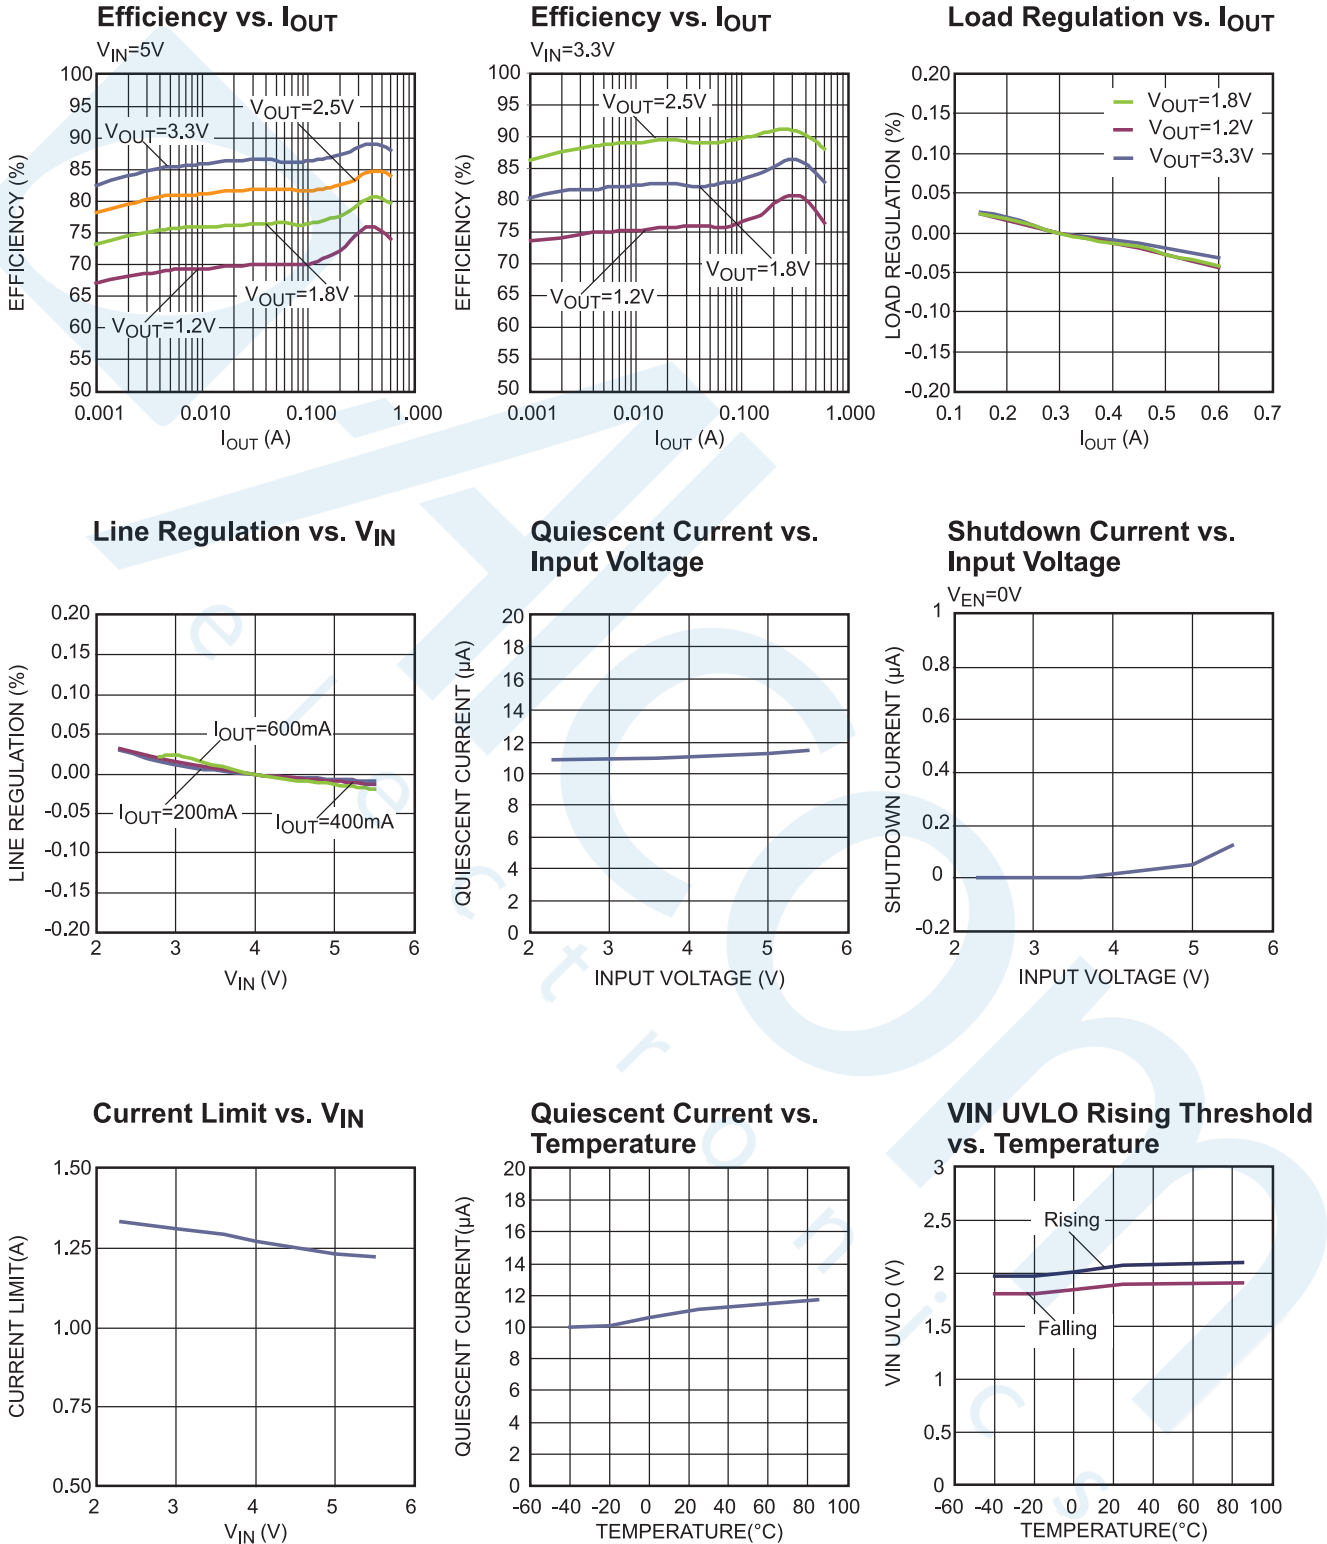 Efficiency vs. IOUT
VIN=5V
100
95
90
85
80
75
70
65
60
55
50
EFFICIENCY (%)
VOUT=2.5V
VOUT=3.3V
VOUT=1.8V
VOUT=1.2V
0.001 0.010 0.100 1.000
IOUT (A)
Efficiency vs. IOUT
VIN=3.3V
100
95
90
85
80
75
70
65
60
55
50
EFFICIENCY (%)
VOUT=2.5V
VOUT=1.8V
VOUT=1.2V
0.001 0.010 0.100 1.000
IOUT (A)
Load Regulation vs. IOUT
0.20
0.15
0.10
0.05
0.00
-0.05
-0.10
-0.15
-0.20
LOAD REGULATION (%)
VOUT=1.8V
VOUT=1.2V
VOUT=3.3V
0.1 0.2 0.3 0.4 0.5 0.6 0.7
IOUT (A)
Line Regulation vs. VIN
0.20
0.15
0.10
0.05
0.00
-0.05
-0.10
-0.15
-0.20
LINE REGULATION (%)
IOUT=600mA
IOUT=200mA
IOUT=400mA
2 3 4 5 6
VIN (V)
Quiescent Current vs.
Input Voltage
20
18
16
14
12
10
8
6
4
2
0
QUIESCENT CURRENT (µA)
2 3 4 5 6
INPUT VOLTAGE (V)
Shutdown Current vs.
Input Voltage
VEN=0V
1
0.8
0.6
0.4
0.2
0
-0.2
SHUTDOWN CURRENT (µA)
2 3 4 5 6
INPUT VOLTAGE (V)
Current Limit vs. VIN
1.50
1.25
1.00
0.75
0.50
CURRENT LIMIT(A)
2 3 4 5 6
VIN (V)
Quiescent Current vs.
Temperature
20
18
16
14
12
10
8
6
4
2
0
QUIESCENT CURRENT(µA)
-60 -40 -20 0 20 40 60 80 100
TEMPERATURE(°C)
VIN UVLO Rising Threshold
vs. Temperature
3
2.5
2
1.5
1
0.5
0
VIN UVLO (V)
Rising
Falling
-60 -40 -20 0 20 40 60 80 100
TEMPERATURE(°C)
electronics